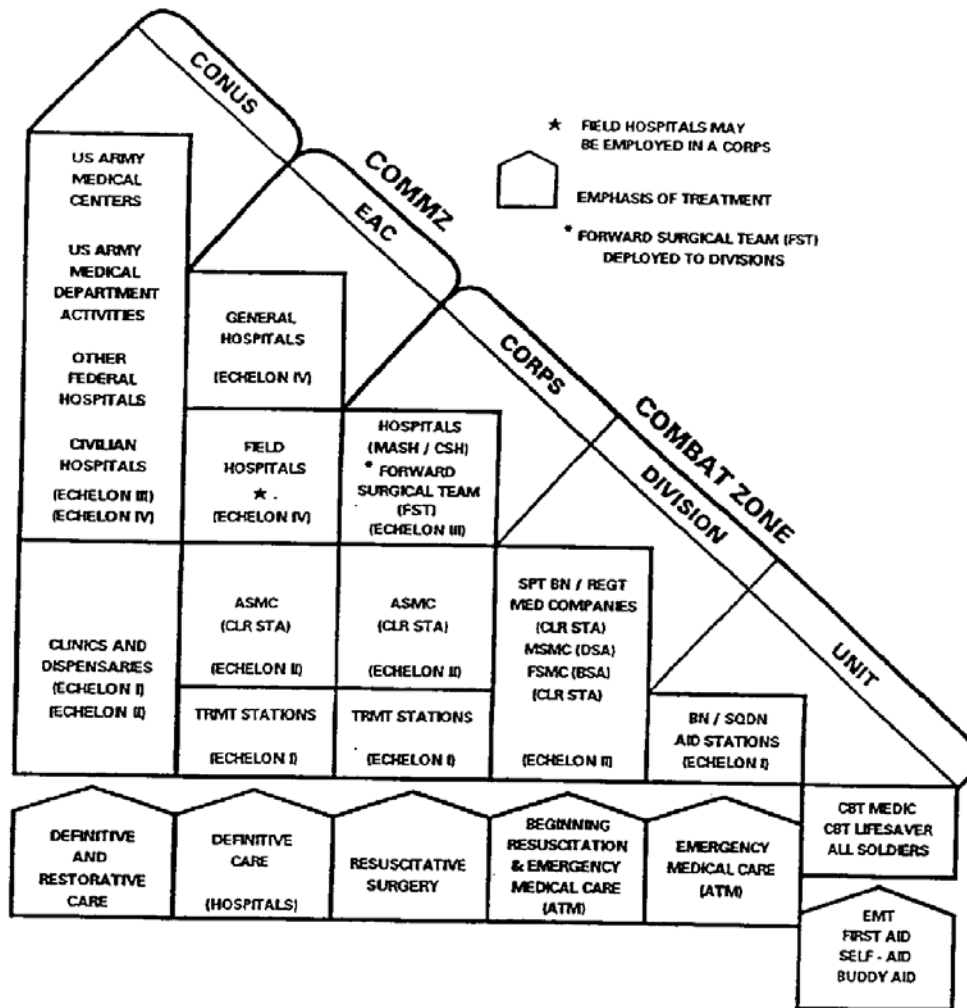 CONUS
COMMZ
EAC
CORPS
COMBAT ZONE
DIVISION
UNIT
★ FIELD HOSPITALS MAY
BE EMPLOYED IN A CORPS
EMPHASIS OF TREATMENT
* FORWARD SURGICAL TEAM (FST)
DEPLOYED TO DIVISIONS
US ARMY
MEDICAL
CENTERS
US ARMY
MEDICAL
DEPARTMENT
ACTIVITIES
OTHER
FEDERAL
HOSPITALS
CIVILIAN
HOSPITALS
(ECHELON III)
(ECHELON IV)
GENERAL
HOSPITALS
(ECHELON IV)
FIELD
HOSPITALS
★
(ECHELON IV)
HOSPITALS
(MASH / CSH)
* FORWARD
SURGICAL TEAM
(FST)
(ECHELON III)
CLINICS AND
DISPENSARIES
(ECHELON I)
(ECHELON II)
ASMC
(CLR STA)
(ECHELON II)
TRMT STATIONS
(ECHELON I)
ASMC
(CLR STA)
(ECHELON II)
TRMT STATIONS
(ECHELON I)
SPT BN / REGT
MED COMPANIES
(CLR STA)
MSMC (DSA)
FSMC (BSA)
(CLR STA)
(ECHELON II)
BN / SQDN
AID STATIONS
(ECHELON I)
CBT MEDIC
CBT LIFESAVER
ALL SOLDIERS
DEFINITIVE
AND
RESTORATIVE
CARE
DEFINITIVE
CARE
(HOSPITALS)
RESUSCITATIVE
SURGERY
BEGINNING
RESUSCITATION
& EMERGENCY
MEDICAL CARE
(ATM)
EMERGENCY
MEDICAL CARE
(ATM)
EMT
FIRST AID
SELF - AID
BUDDY AID